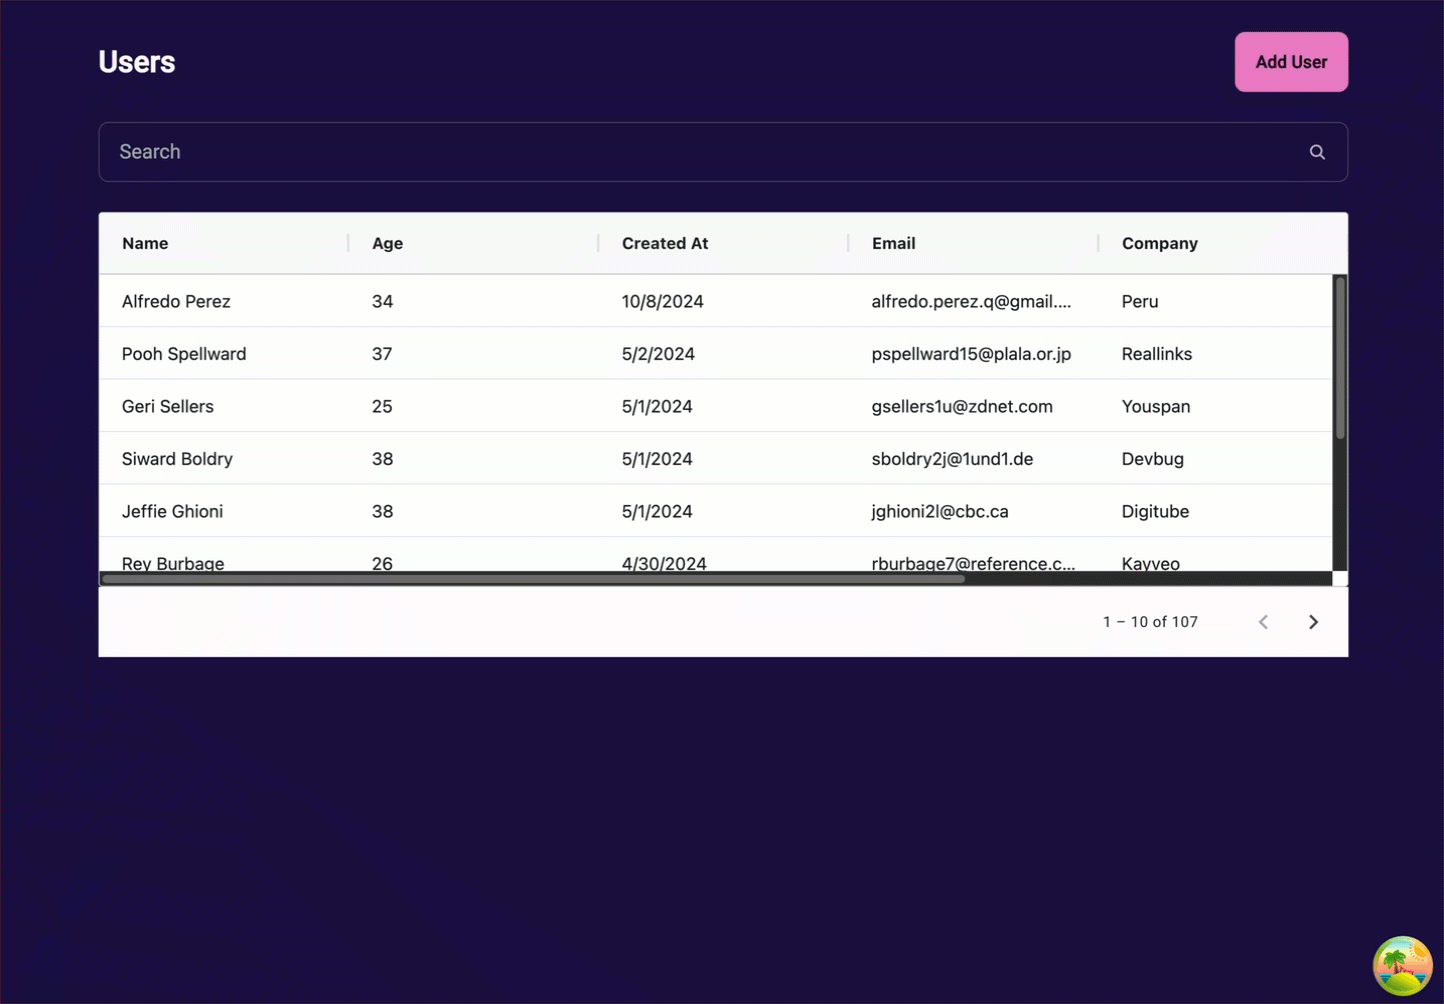 Users
Add User
Search
Name Age Created At Email Company
Alfredo Perez 34 10/8/2024 alfredo.perez.q@gmail.... Peru
Pooh Spellward 37 5/2/2024 pspellward15@plala.or.jp Reallinks
Geri Sellers 25 5/1/2024 gsellers1u@zdnet.com Youspan
Siward Boldry 38 5/1/2024 sboldry2j@1und1.de Devbug
Jeffie Ghioni 38 5/1/2024 jghioni2l@cbc.ca Digitube
Rey Burbage 26 4/30/2024 rburbage7@reference.c... Kayveo
1 – 10 of 107